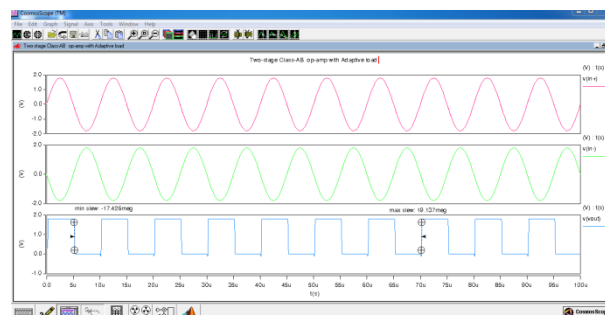 CosmosScope (TM)
File Edit Graph Signal Axis Tools Window Help
Two-stage Class-AB op-amp with Adaptive load
Two-stage Class-AB op-amp with Adaptive load
2.0
1.0
0.0
-1.0
-2.0
(V)
(V) : t(s)
v(in+)
2.0
1.0
0.0
-1.0
-2.0
(V)
(V) : t(s)
v(in-)
min slew: -17.426meg
max slew: 19.137meg
2.0
1.0
0.0
-1.0
(V)
(V) : t(s)
v(vout)
0.0 5u 10u 15u 20u 25u 30u 35u 40u 45u 50u 55u 60u 65u 70u 75u 80u 85u 90u 95u 100u
t(s)
CosmosScope